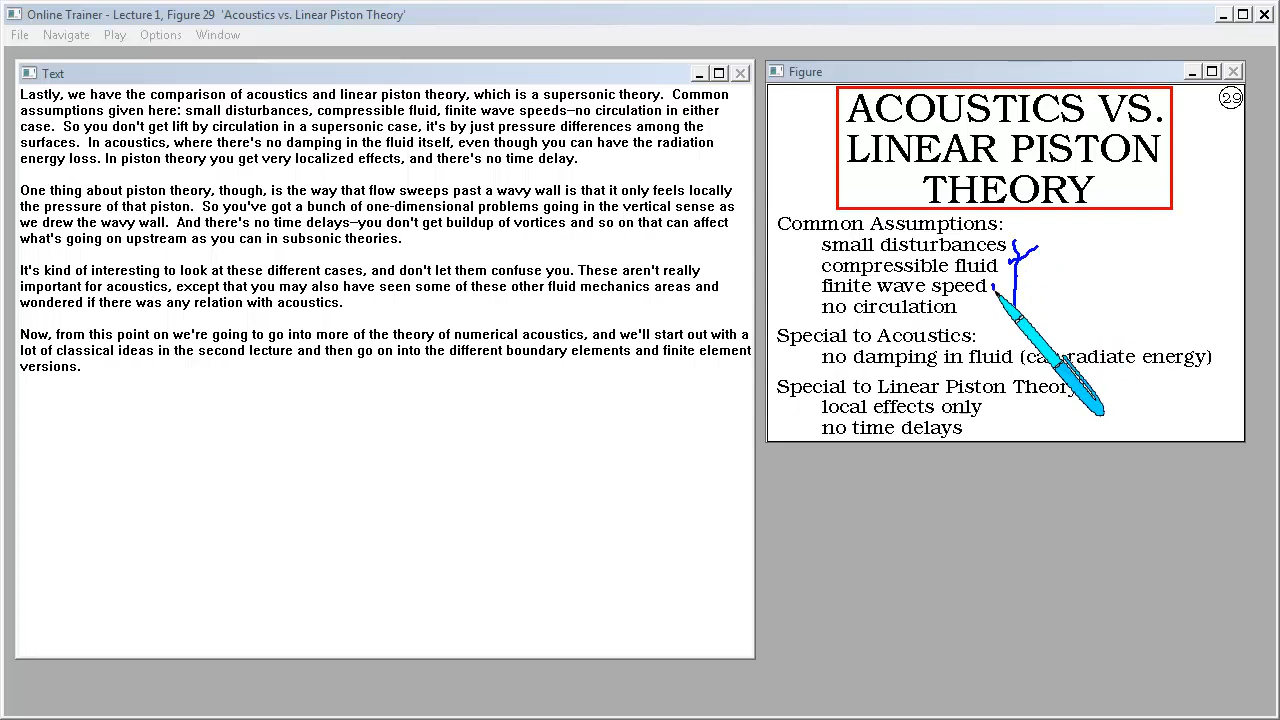 Online Trainer - Lecture 1, Figure 29 'Acoustics vs. Linear Piston Theory'
File Navigate Play Options Window
Text
Lastly, we have the comparison of acoustics and linear piston theory, which is a supersonic theory. Common
assumptions given here: small disturbances, compressible fluid, finite wave speeds–no circulation in either
case. So you don't get lift by circulation in a supersonic case, it's by just pressure differences among the
surfaces. In acoustics, where there's no damping in the fluid itself, even though you can have the radiation
energy loss. In piston theory you get very localized effects, and there's no time delay.
One thing about piston theory, though, is the way that flow sweeps past a wavy wall is that it only feels locally
the pressure of that piston. So you've got a bunch of one-dimensional problems going in the vertical sense as
we drew the wavy wall. And there's no time delays–you don't get buildup of vortices and so on that can affect
what's going on upstream as you can in subsonic theories.
It's kind of interesting to look at these different cases, and don't let them confuse you. These aren't really
important for acoustics, except that you may also have seen some of these other fluid mechanics areas and
wondered if there was any relation with acoustics.
Now, from this point on we're going to go into more of the theory of numerical acoustics, and we'll start out with a
lot of classical ideas in the second lecture and then go on into the different boundary elements and finite element
versions.
Figure
29
ACOUSTICS VS.
LINEAR PISTON
THEORY
Common Assumptions:
small disturbances
compressible fluid
finite wave speed
no circulation
Special to Acoustics:
no damping in fluid (can radiate energy)
Special to Linear Piston Theory
local effects only
no time delays